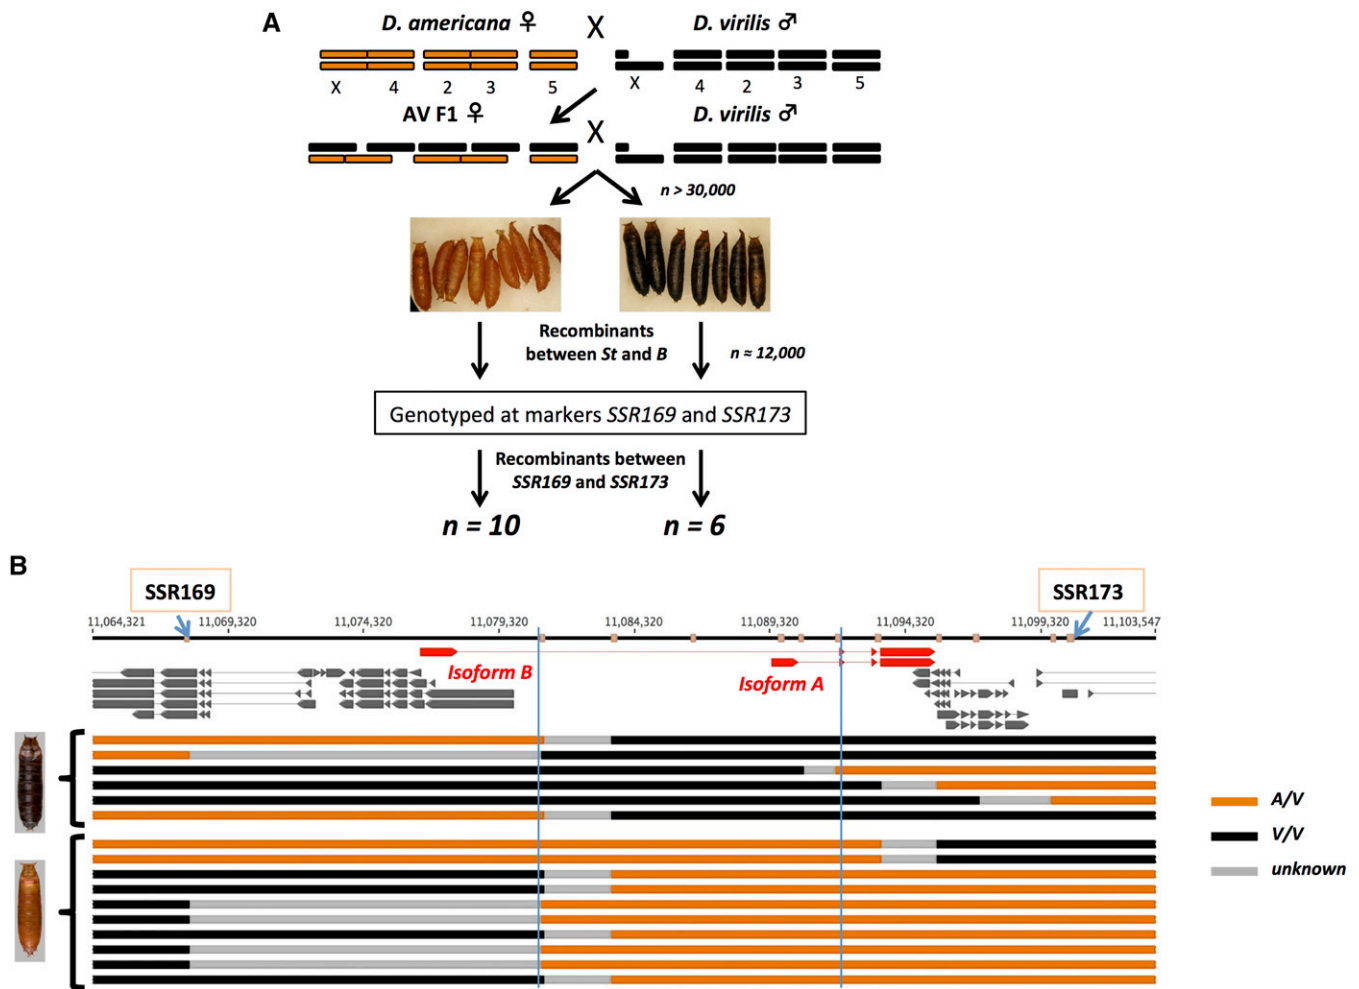 A
D. americana ♀ X D. virilis ♂
X 4 2 3 5 X 4 2 3 5
AV F1 ♀ X D. virilis ♂
n > 30,000
Recombinants
between St and B
n ≈ 12,000
Genotyped at markers SSR169 and SSR173
Recombinants between
SSR169 and SSR173
n = 10 n = 6
B
SSR169 SSR173
11,064,321 11,069,320 11,074,320 11,079,320 11,084,320 11,089,320 11,094,320 11,099,320 11,103,547
Isoform B Isoform A
A/V
V/V
unknown